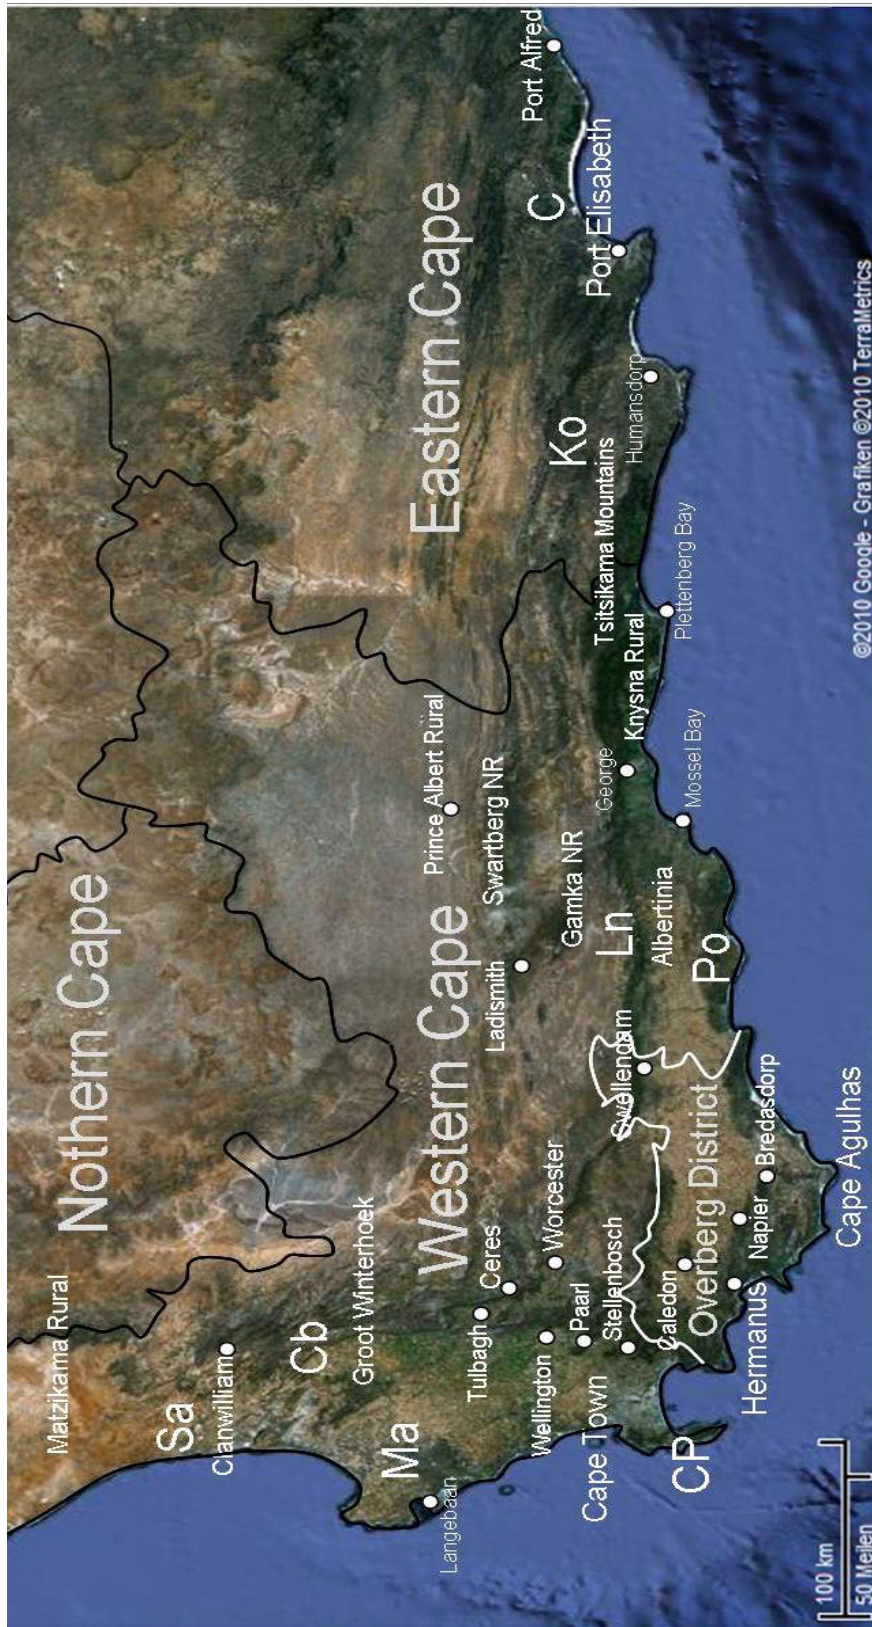 Nothern Cape
Matzikama Rural
Sa
Clanwilliam
Cb
Groot Winterhoek
Ma
Langebaan
Western Cape
Eastern Cape
Prince Albert Rüral
Swartberg NR
Ladismith
Gamka NR
Tulbagh
Ceres
Worcester
Wellington
Paarl
Cape Town
Stellenbosch
Swellendam
Ln
Albertinia
George
Knysna Rural
Tsitsikama Mountains
Ko
Humansdorp
Port Elisabeth
C
Port Alfred
CP
Caledon
Overberg District
Po
Mossel Bay
Plettenberg Bay
Hermanus
Napier
Bredasdorp
Cape Agulhas
100 km
50 Meilen
©2010 Google - Grafiken ©2010 TerraMetrics